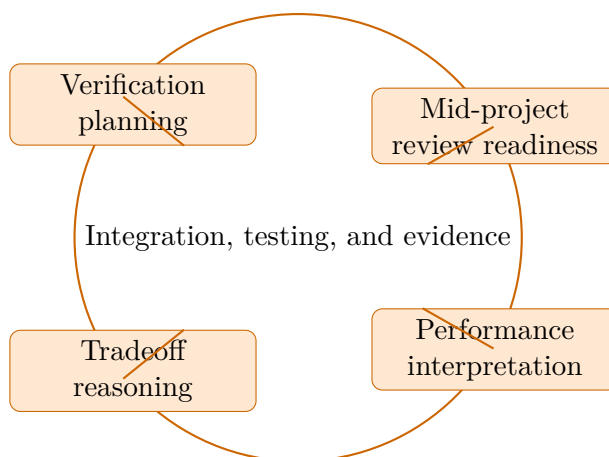 Verification
planning
Mid-project
review readiness
Integration, testing, and evidence
Tradeoff
reasoning
Performance
interpretation